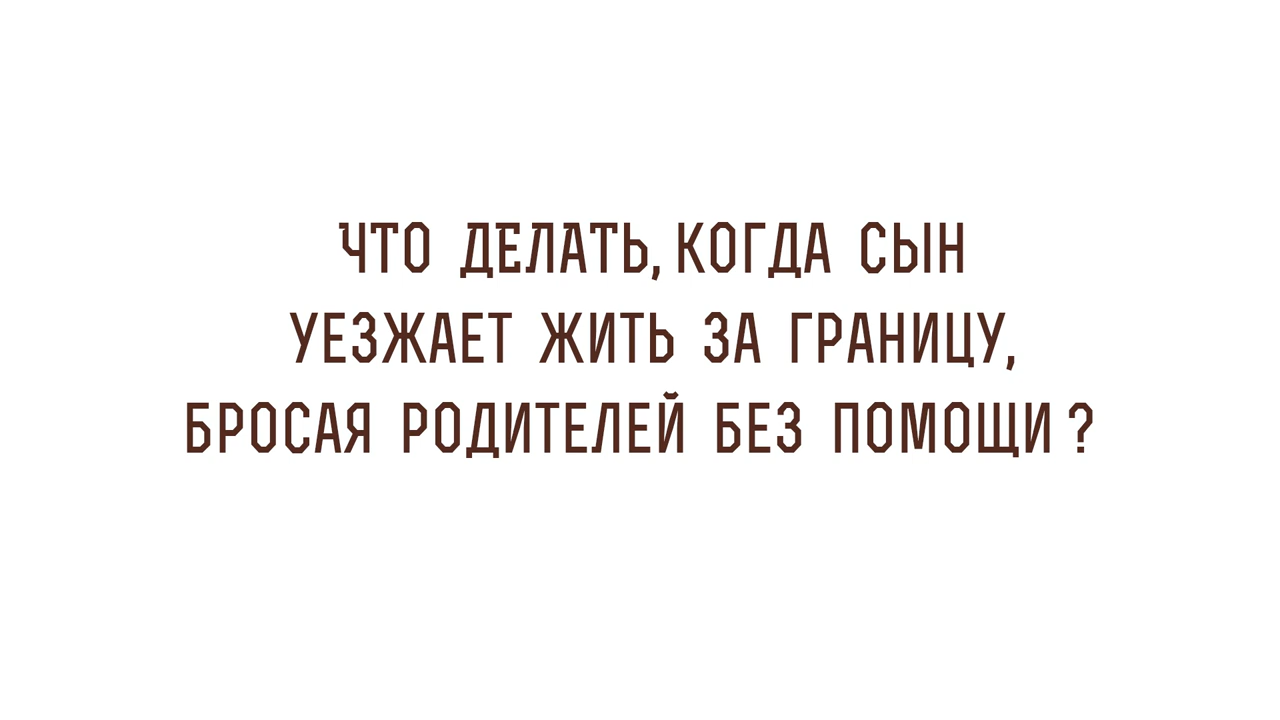 ЧТО ДЕЛАТЬ, КОГДА СЫН
УЕЗЖАЕТ ЖИТЬ ЗА ГРАНИЦУ,
БРОСАЯ РОДИТЕЛЕЙ БЕЗ ПОМОЩИ ?